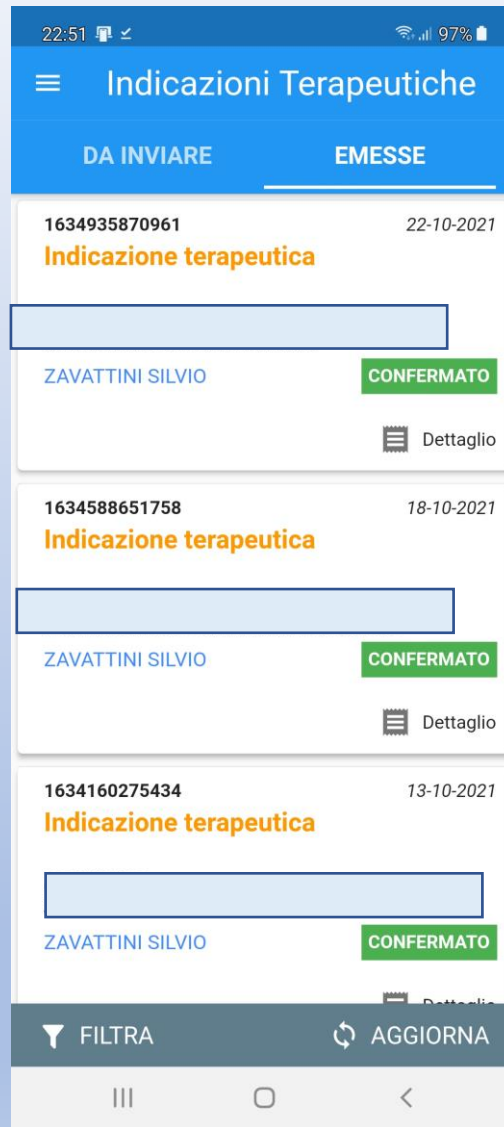 22:51 97%
Indicazioni Terapeutiche
DA INVIARE EMESSE
1634935870961 22-10-2021
Indicazione terapeutica
ZAVATTINI SILVIO CONFERMATO
Dettaglio
1634588651758 18-10-2021
Indicazione terapeutica
ZAVATTINI SILVIO CONFERMATO
Dettaglio
1634160275434 13-10-2021
Indicazione terapeutica
ZAVATTINI SILVIO CONFERMATO
Dettaglio
FILTRA AGGIORNA